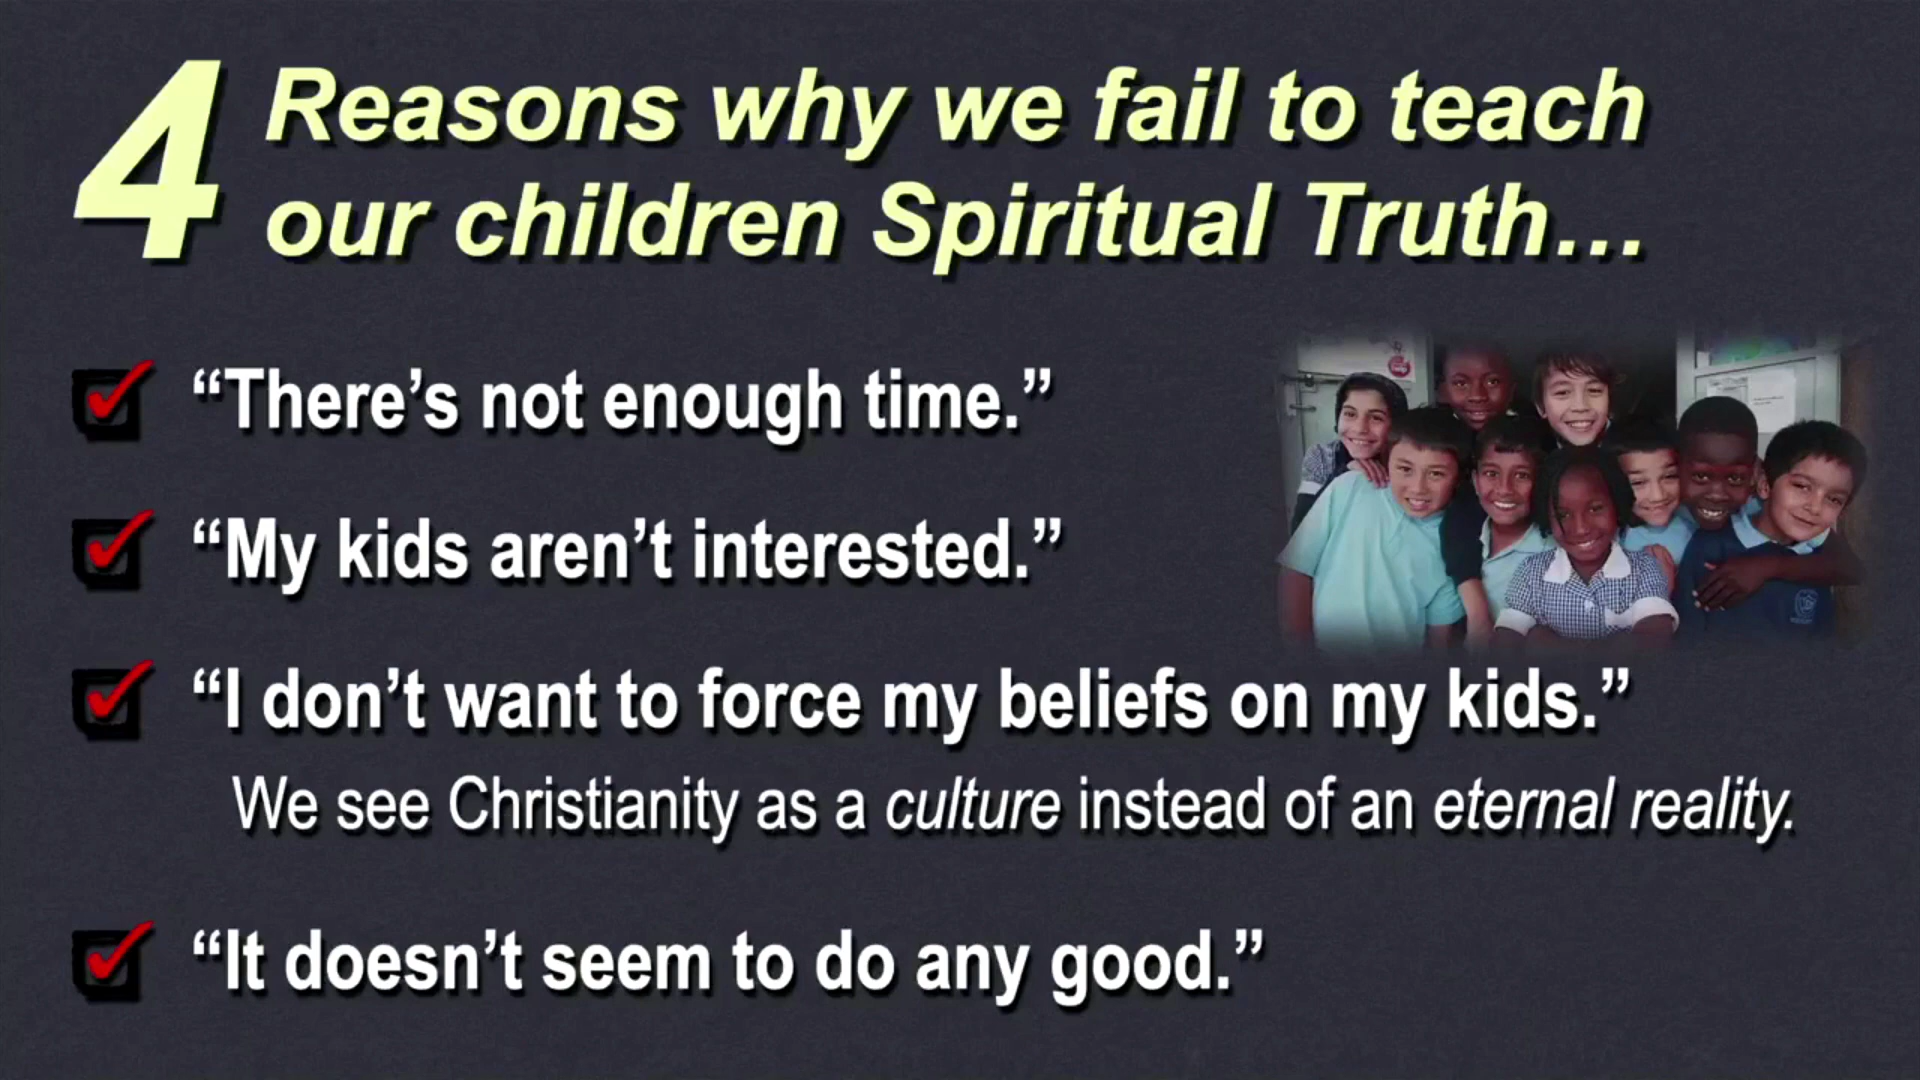 4 Reasons why we fail to teach
our children Spiritual Truth…
“There’s not enough time.”
“My kids aren’t interested.”
“I don’t want to force my beliefs on my kids.”
We see Christianity as a culture instead of an eternal reality.
“It doesn’t seem to do any good.”